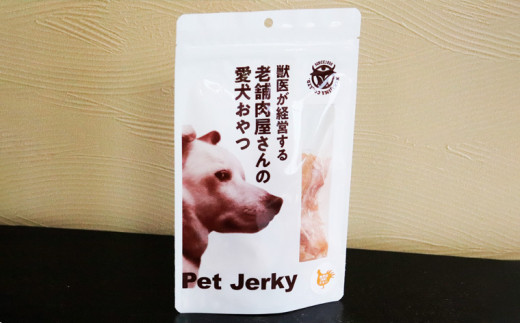 獣医が経営する
老舗肉屋さんの
愛犬おやつ
Pet Jerky